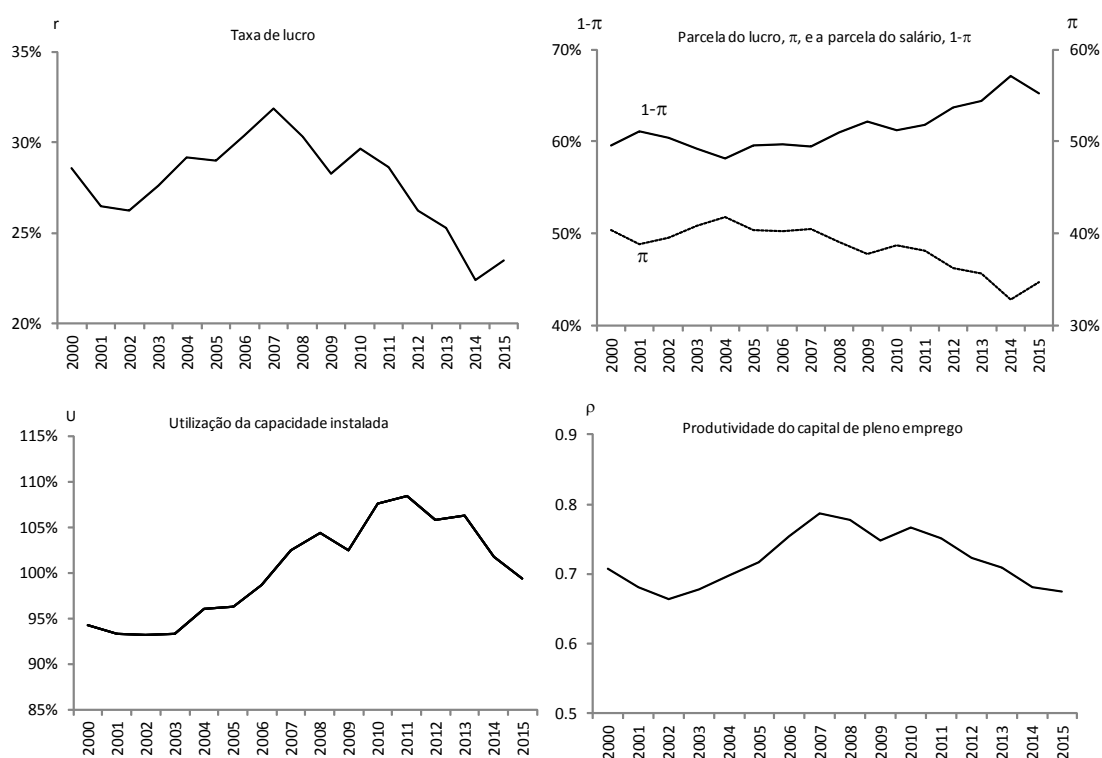 r
Taxa de lucro
35%
30%
25%
20%
2000 2001 2002 2003 2004 2005 2006 2007 2008 2009 2010 2011 2012 2013 2014 2015
1-π
π
Parcela do lucro, π, e a parcela do salário, 1-π
70%
60%
50%
40%
1-π
π
60%
50%
40%
30%
2000 2001 2002 2003 2004 2005 2006 2007 2008 2009 2010 2011 2012 2013 2014 2015
U
Utilização da capacidade instalada
115%
110%
105%
100%
95%
90%
85%
2000 2001 2002 2003 2004 2005 2006 2007 2008 2009 2010 2011 2012 2013 2014 2015
ρ
Produtividade do capital de pleno emprego
0.9
0.8
0.7
0.6
0.5
2000 2001 2002 2003 2004 2005 2006 2007 2008 2009 2010 2011 2012 2013 2014 2015